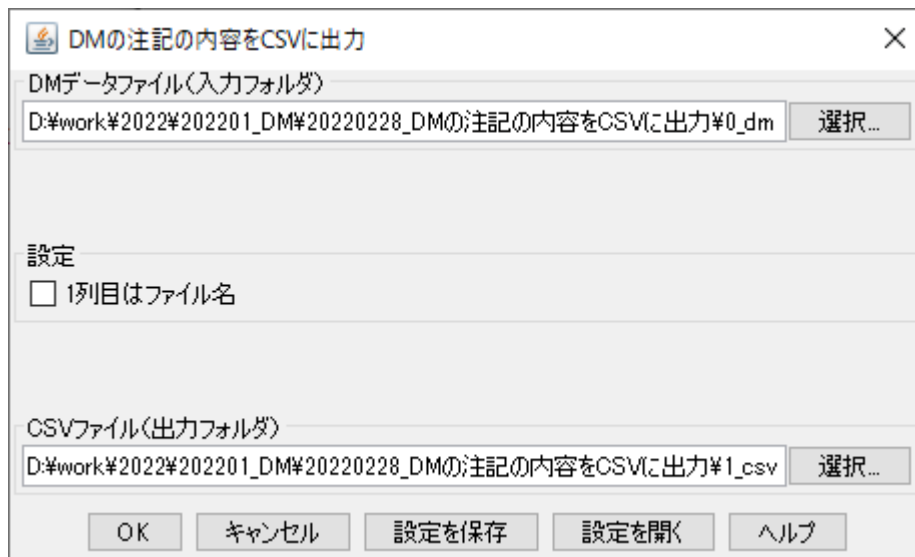 DMの注記の内容をCSVに出力
DMデータファイル(入力フォルダ)
D:¥work¥2022¥202201_DM¥20220228_DMの注記の内容をCSVに出力¥0_dm 選択...
設定
1列目はファイル名
CSVファイル(出力フォルダ)
D:¥work¥2022¥202201_DM¥20220228_DMの注記の内容をCSVに出力¥1_csv 選択...
OK キャンセル 設定を保存 設定を開く ヘルプ